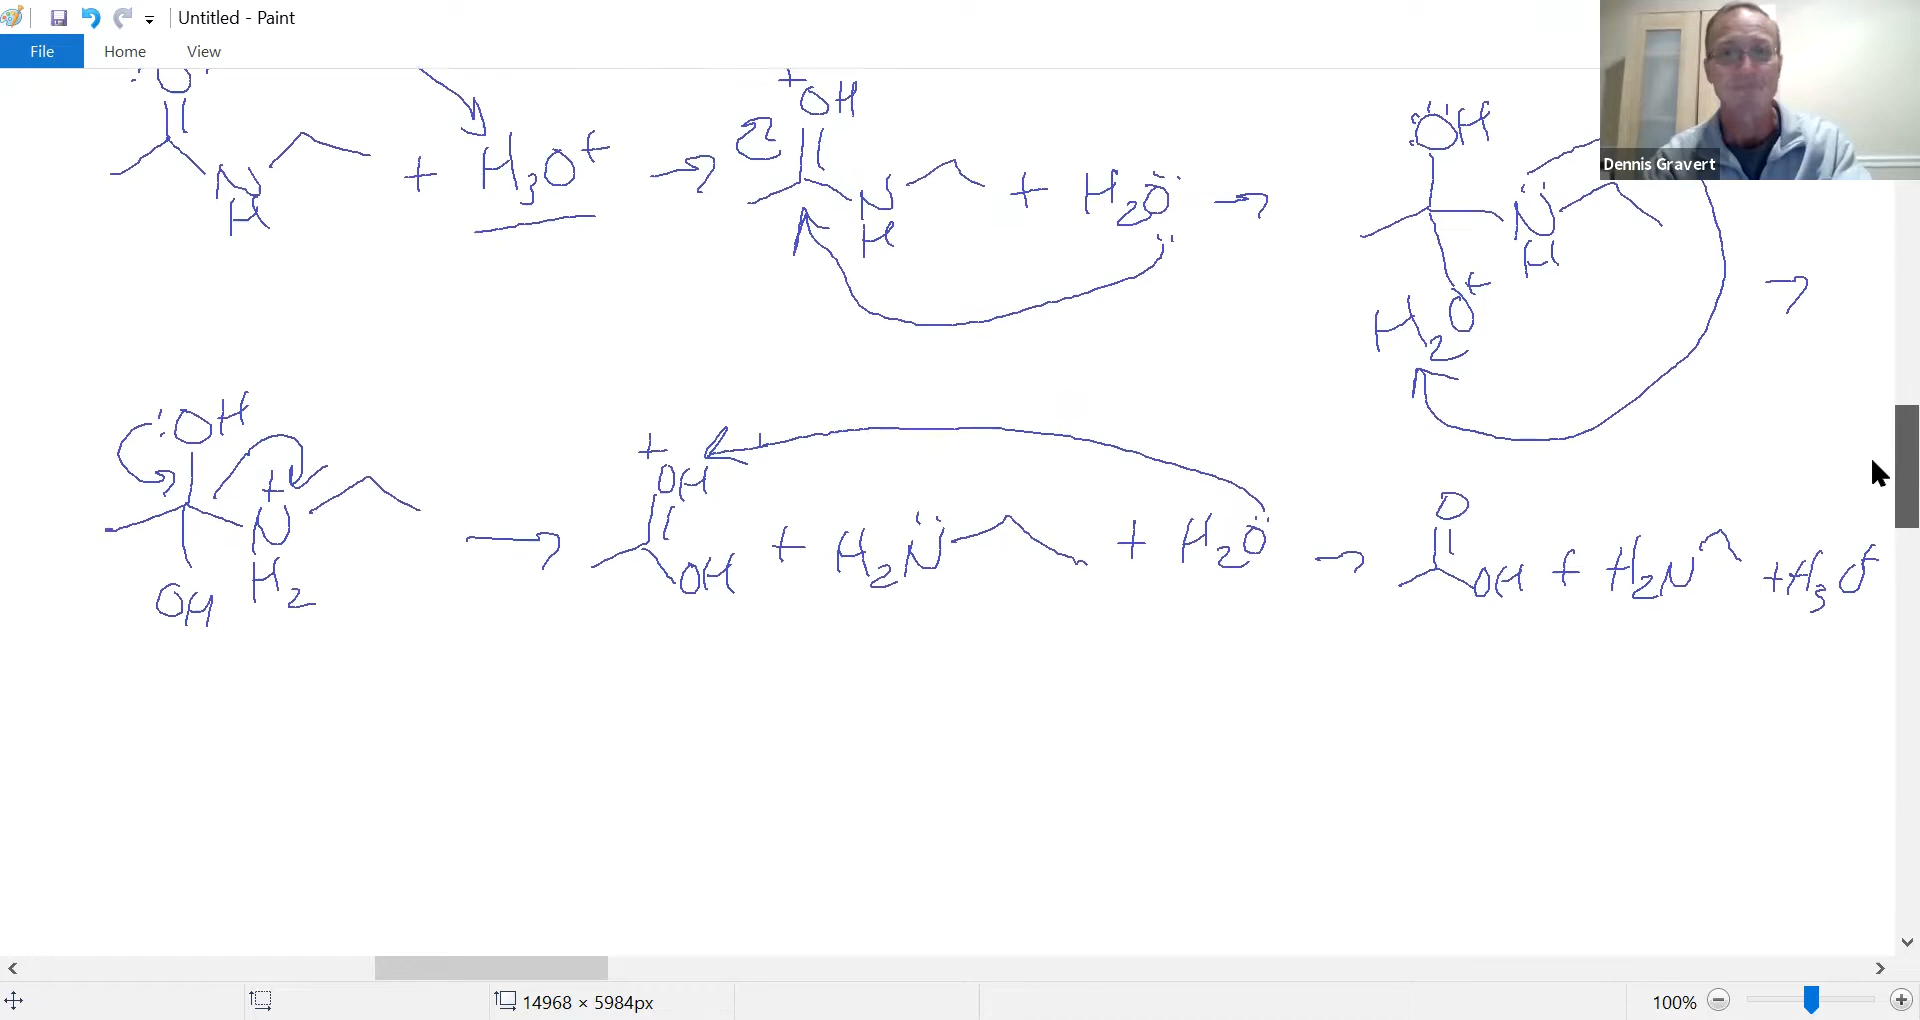 Untitled - Paint
File Home View
Dennis Gravert
:O:
N
H
+ H3O+ →
+
OH
N
H
+ H2O →
OH
N
H
H2O+ →
:OH
+
N
H2
OH
→
+
OH
OH + H2N + H2O →
O
OH + H2N + H3O+
14968 × 5984px
100%